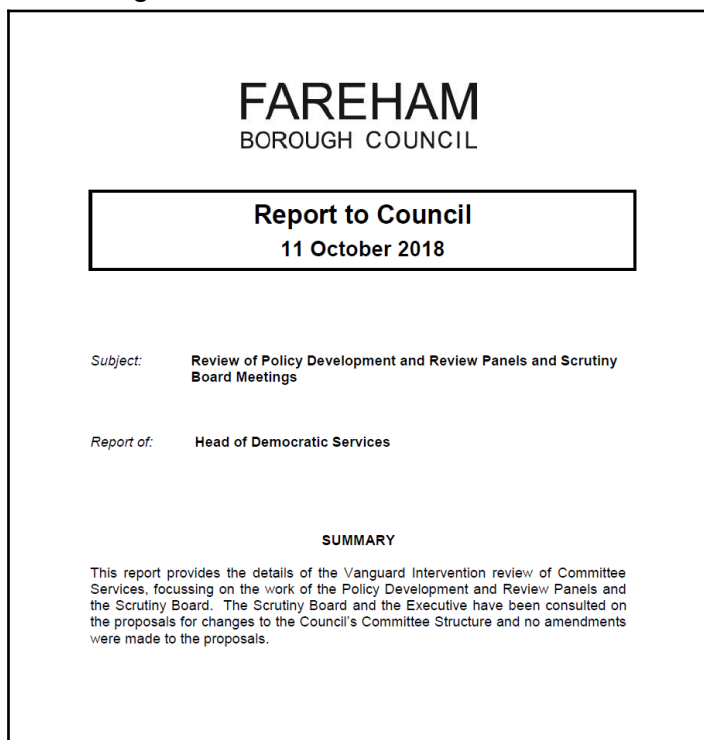 FAREHAM
BOROUGH COUNCIL
Report to Council
11 October 2018
Subject: Review of Policy Development and Review Panels and Scrutiny
Board Meetings
Report of: Head of Democratic Services
SUMMARY
This report provides the details of the Vanguard Intervention review of Committee
Services, focussing on the work of the Policy Development and Review Panels and
the Scrutiny Board. The Scrutiny Board and the Executive have been consulted on
the proposals for changes to the Council's Committee Structure and no amendments
were made to the proposals.